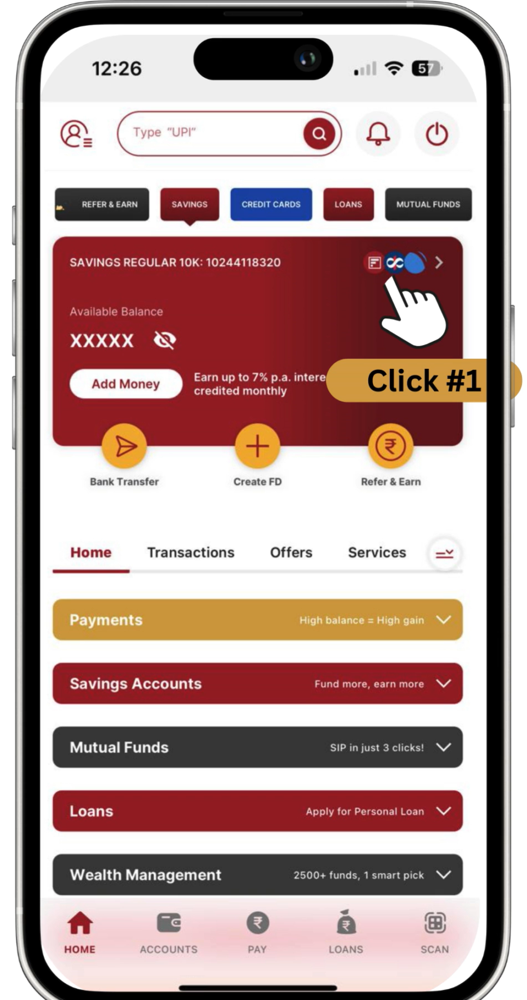 12:26
57
Type "UPI"
REFER & EARN
SAVINGS
CREDIT CARDS
LOANS
MUTUAL FUNDS
SAVINGS REGULAR 10K: 10244118320
Available Balance
XXXXX
Add Money
Earn up to 7% p.a. intere
credited monthly
Click #1
Bank Transfer
Create FD
Refer & Earn
Home
Transactions
Offers
Services
Payments
High balance = High gain
Savings Accounts
Fund more, earn more
Mutual Funds
SIP in just 3 clicks!
Loans
Apply for Personal Loan
Wealth Management
2500+ funds, 1 smart pick
HOME
ACCOUNTS
PAY
LOANS
SCAN